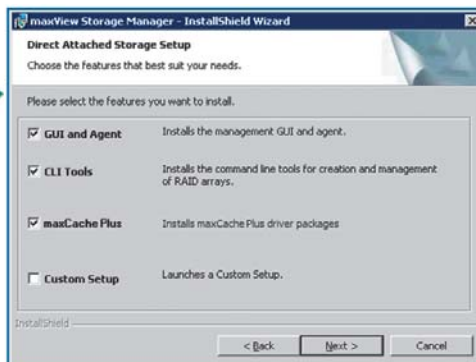 maxView Storage Manager - InstallShield Wizard
Direct Attached Storage Setup
Choose the features that best suit your needs.
Please select the features you want to install.
GUI and Agent Installs the management GUI and agent.
CLI Tools Installs the command line tools for creation and management
of RAID arrays.
maxCache Plus Installs maxCache Plus driver packages
Custom Setup Launches a Custom Setup.
InstallShield
< Back Next > Cancel